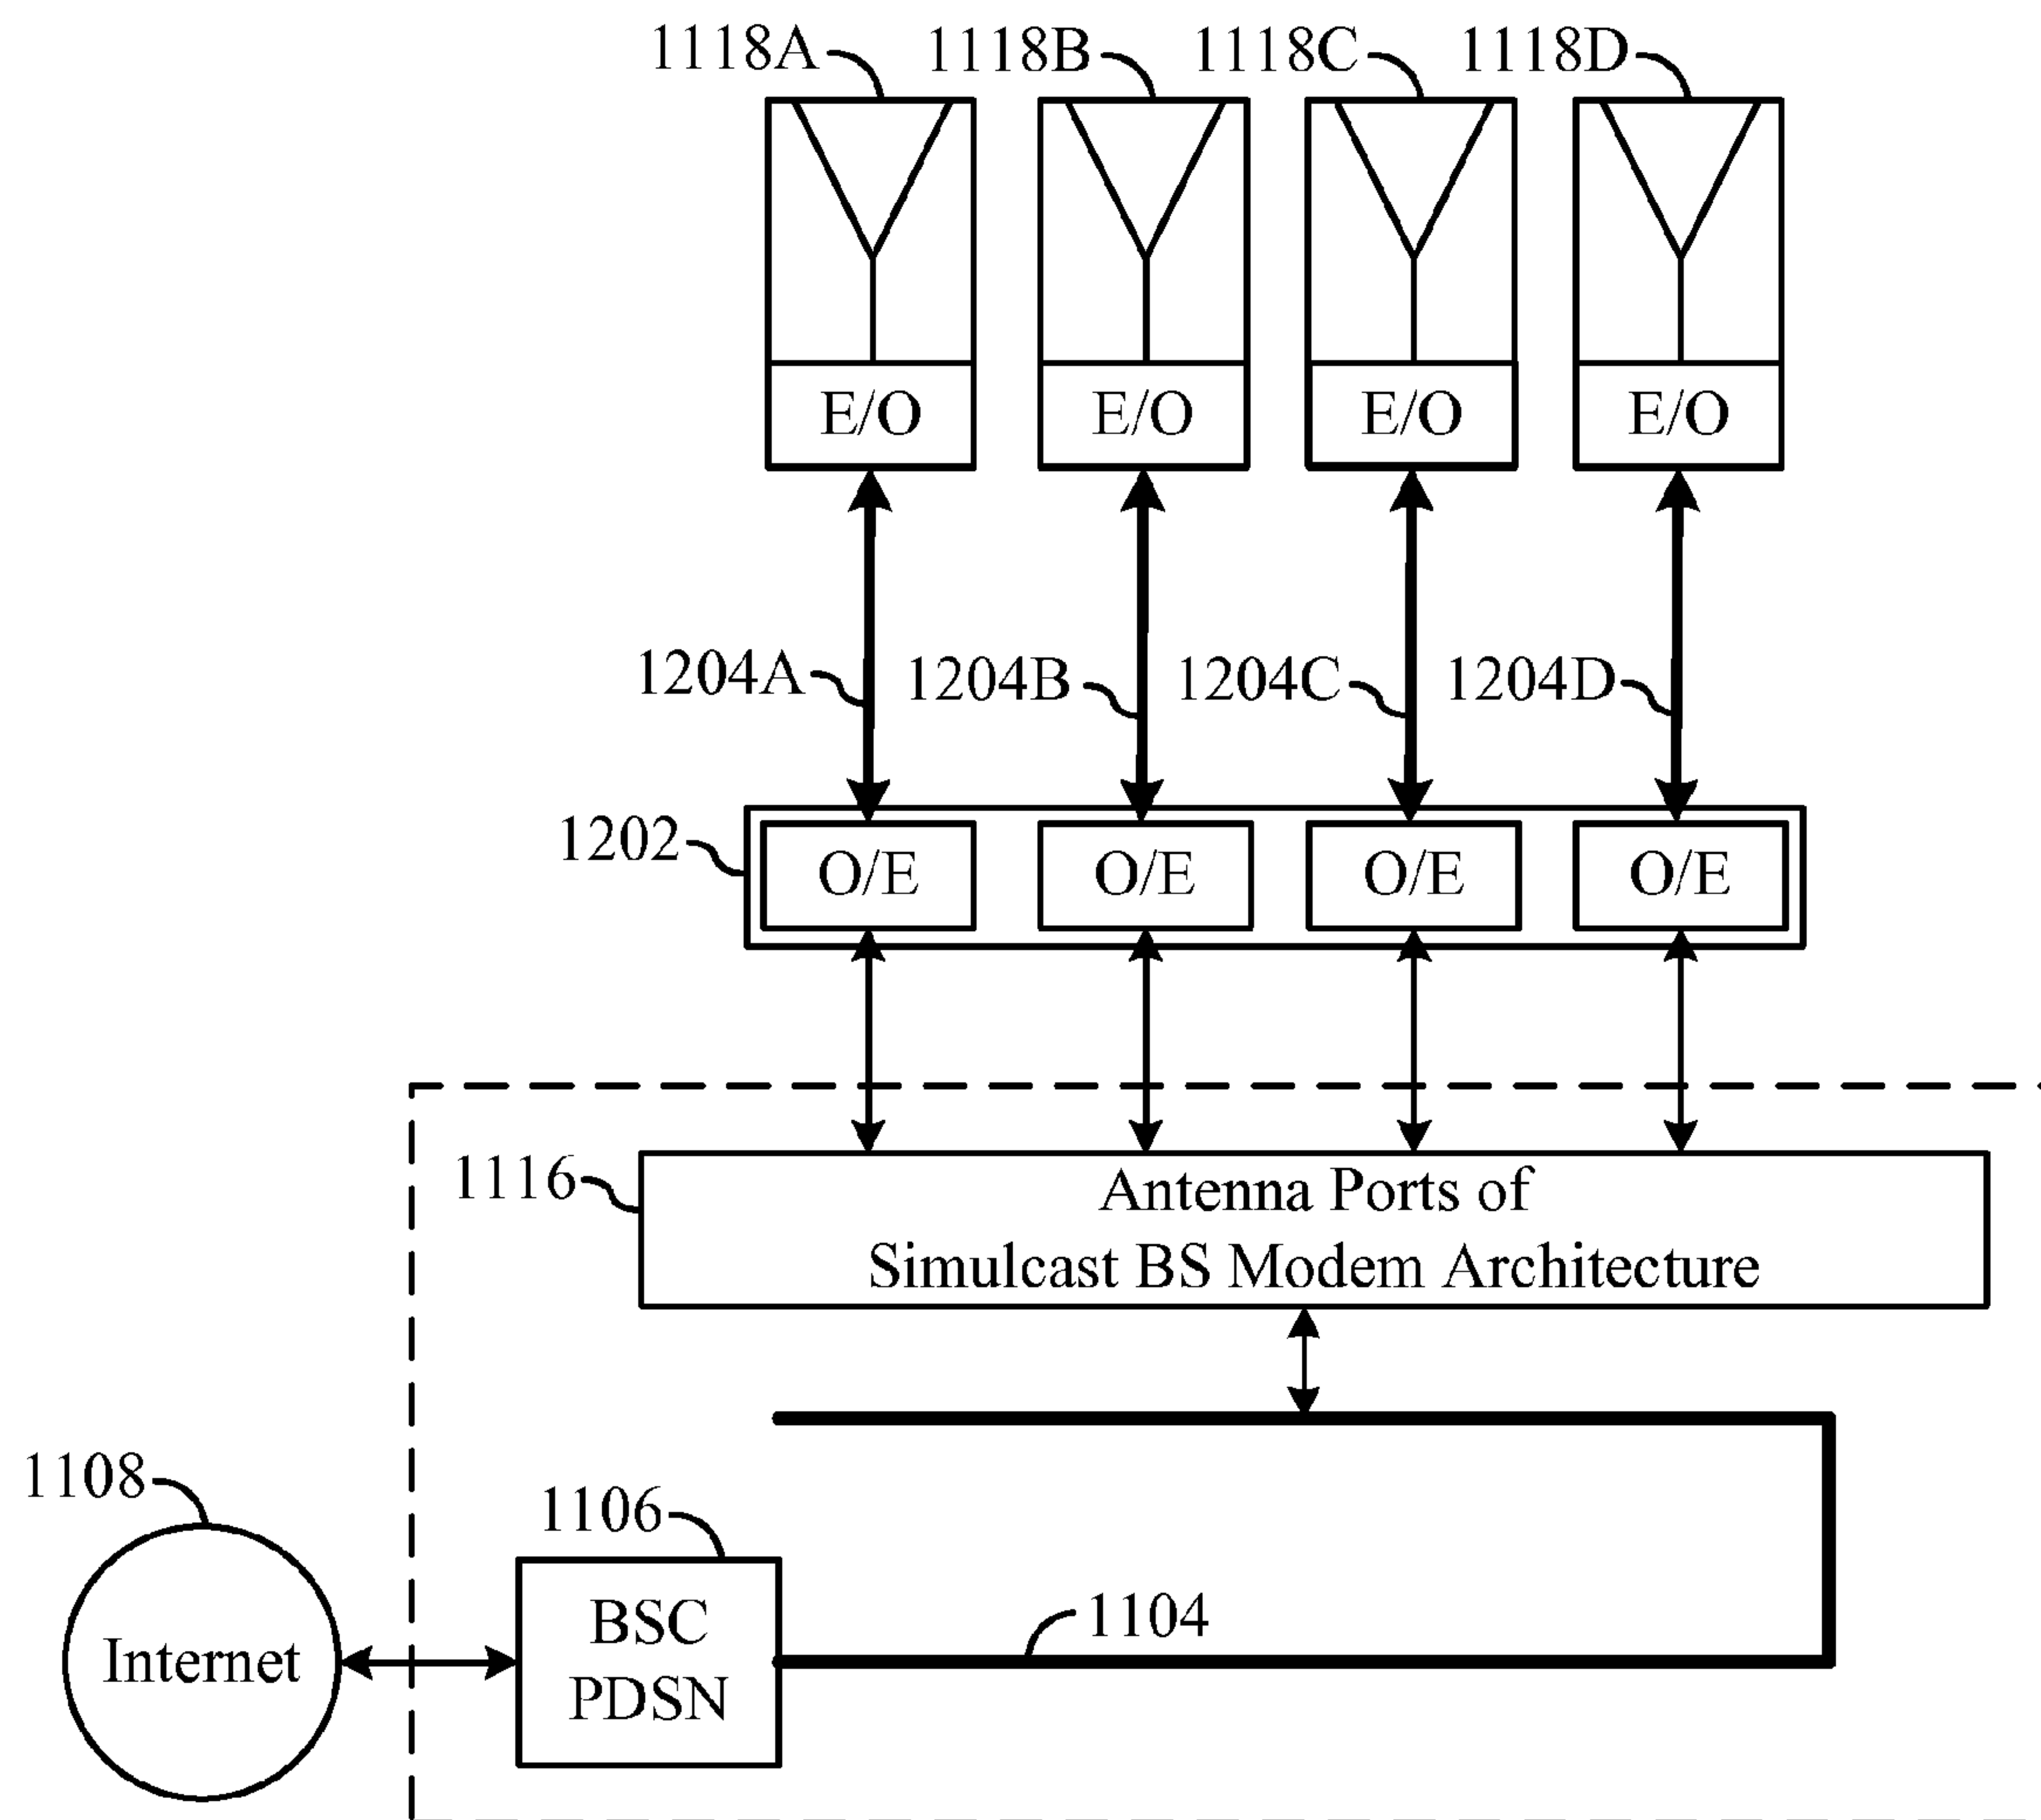 1118A 1118B 1118C 1118D
E/O E/O E/O E/O
1204A 1204B 1204C 1204D
1202
O/E O/E O/E O/E
1116
Antenna Ports of
Simulcast BS Modem Architecture
1108
1106
1104
Internet
BSC
PDSN